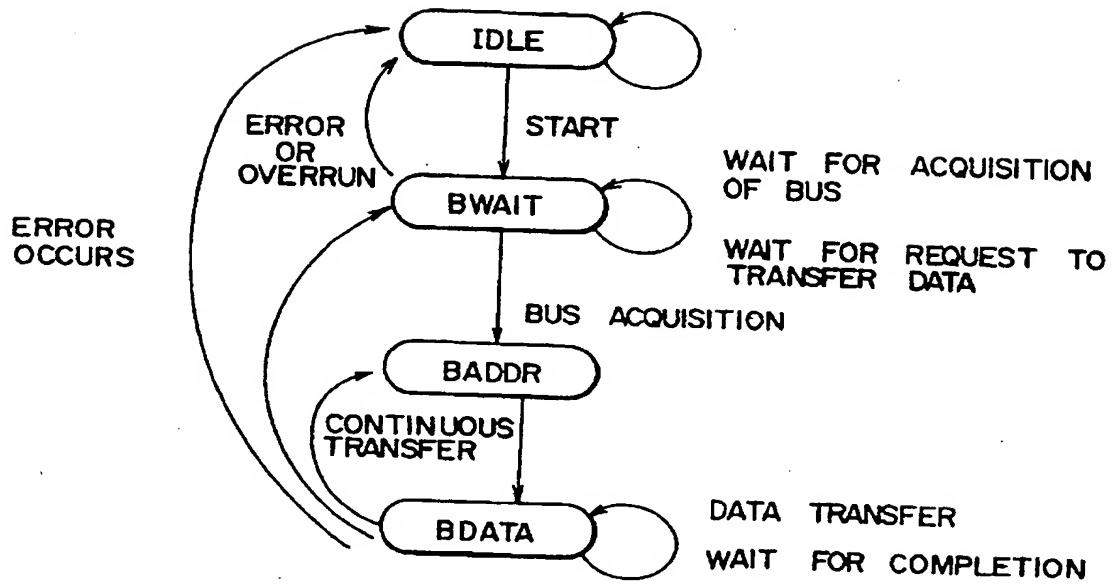 IDLE
START
ERROR
OR
OVERRUN
WAIT FOR ACQUISITION
OF BUS
BWAIT
ERROR
OCCURS
WAIT FOR REQUEST TO
TRANSFER DATA
BUS ACQUISITION
BADDR
CONTINUOUS
TRANSFER
DATA TRANSFER
BDATA
WAIT FOR COMPLETION